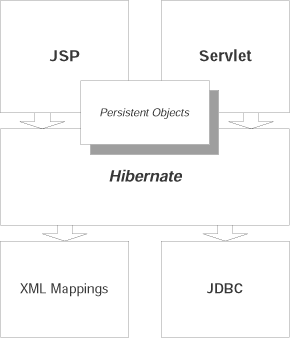 JSP
Servlet
Persistent Objects
Hibernate
XML Mappings
JDBC